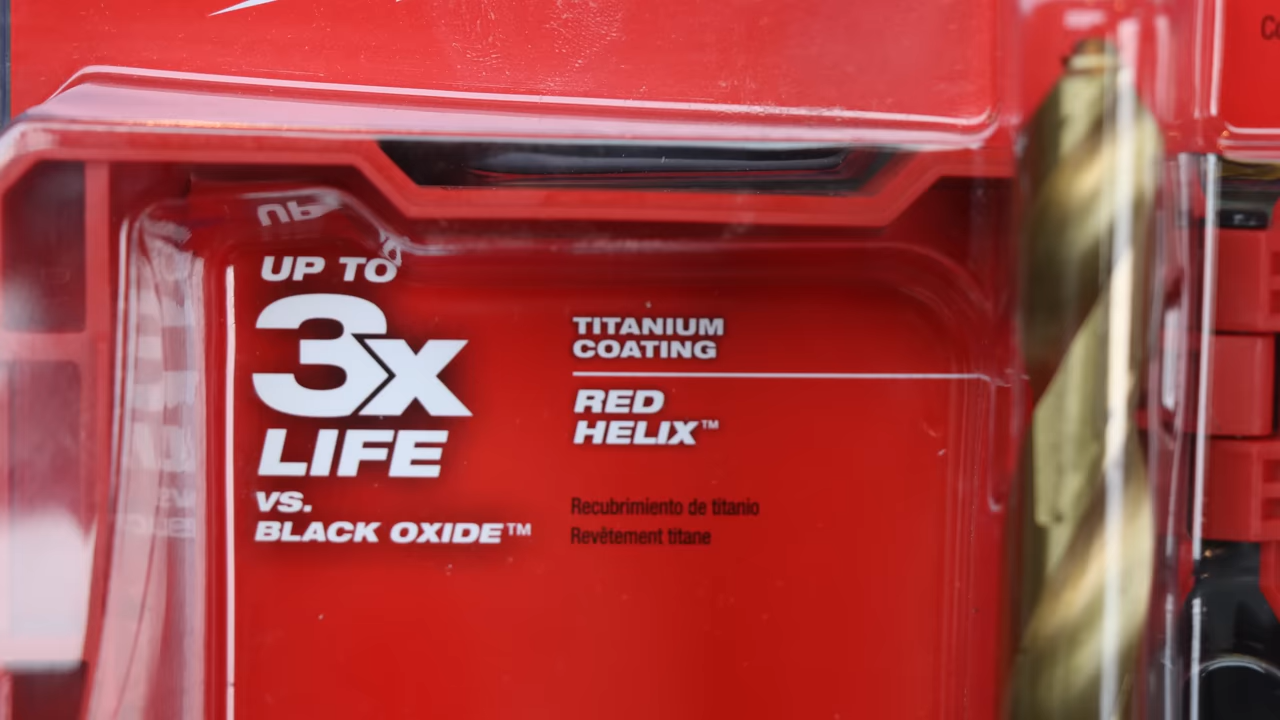 UP TO
3X
LIFE
VS.
BLACK OXIDE™
TITANIUM
COATING
RED
HELIX™
Recubrimiento de titanio
Revêtement titane